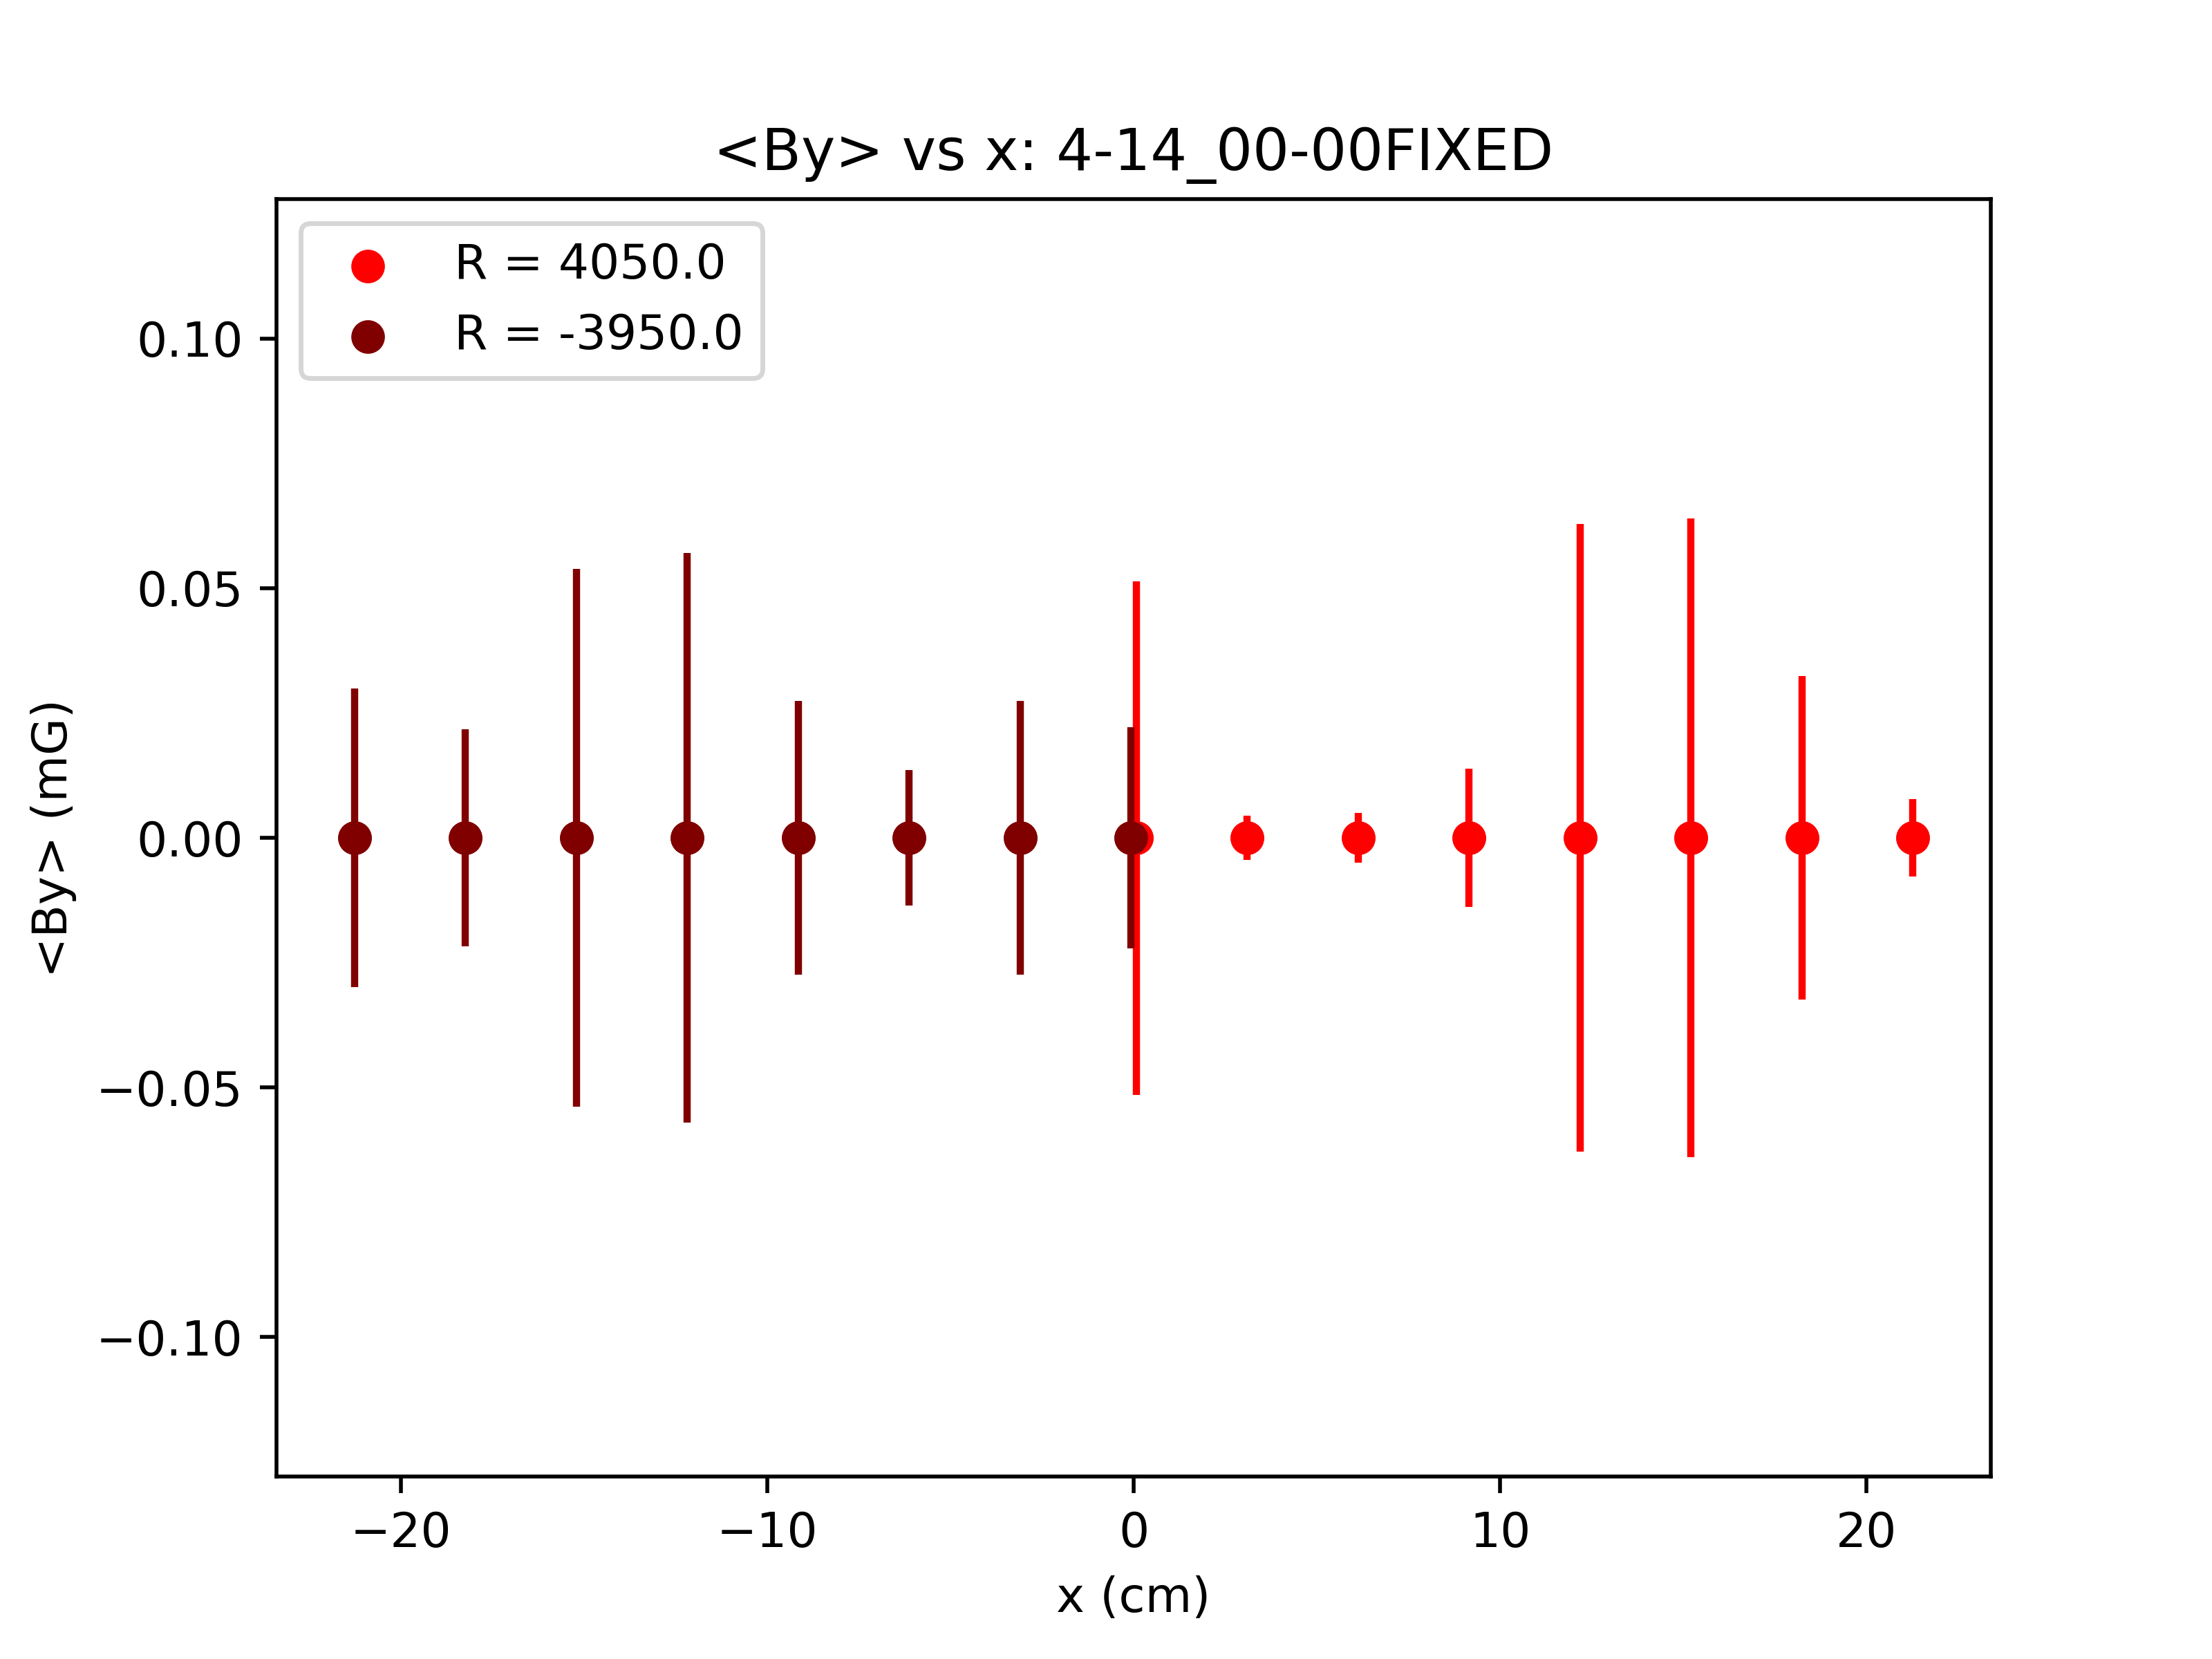 <By> vs x: 4-14_00-00FIXED
R = 4050.0
R = -3950.0
0.10
0.05
0.00
−0.05
−0.10
<By> (mG)
−20
−10
0
10
20
x (cm)